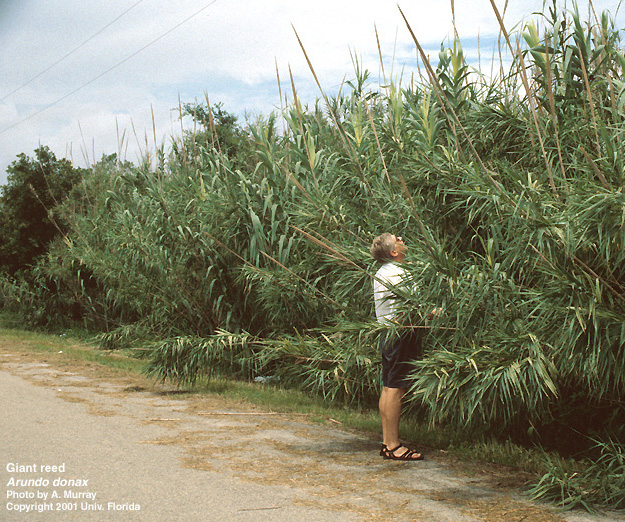 Giant reed
Arundo donax
Photo by A. Murray
Copyright 2001 Univ. Florida